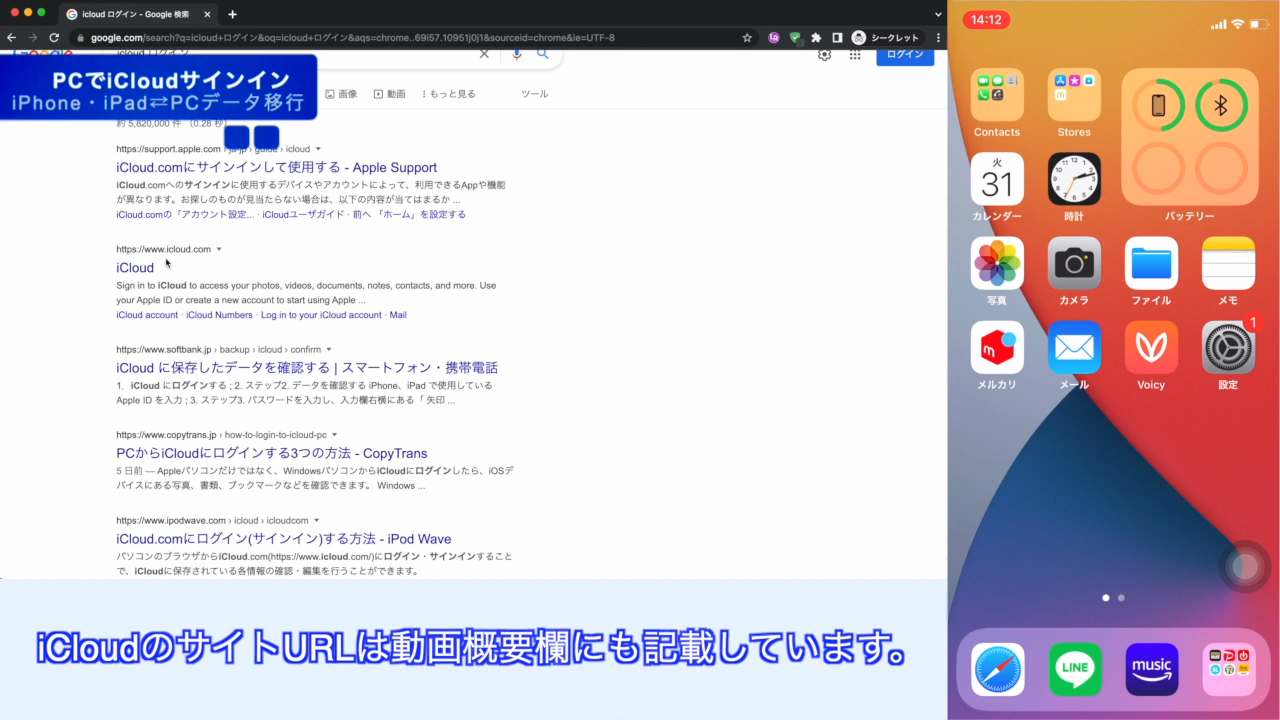 icloud ログイン - Google 検索
google.com/search?q=icloud+ログイン&oq=icloud+ログイン&aqs=chrome..69i57.10951j0j1&sourceid=chrome&ie=UTF-8
シークレット
icloud ログイン
ログイン
PCでiCloudサインイン
iPhone・iPad⇄PCデータ移行
画像
動画
もっと見る
ツール
約 5,820,000 件 （0.28 秒）
https://support.apple.com › ja-jp › guide › icloud
iCloud.comにサインインして使用する - Apple Support
iCloud.comへのサインインに使用するデバイスやアカウントによって、利用できるAppや機能
が異なります。お探しのものが見当たらない場合は、以下の内容が当てはまるか ...
iCloud.comの「アカウント設定... · iCloudユーザガイド · 前へ 「ホーム」を設定する
https://www.icloud.com
iCloud
Sign in to iCloud to access your photos, videos, documents, notes, contacts, and more. Use
your Apple ID or create a new account to start using Apple ...
iCloud account · iCloud Numbers · Log in to your iCloud account · Mail
https://www.softbank.jp › backup › icloud › confirm
iCloud に保存したデータを確認する | スマートフォン・携帯電話
1. iCloud にログインする ; 2. ステップ2. データを確認する iPhone、iPad で使用している
Apple ID を入力 ; 3. ステップ3. パスワードを入力し、入力欄右横にある「 矢印 ...
https://www.copytrans.jp › how-to-login-to-icloud-pc
PCからiCloudにログインする3つの方法 - CopyTrans
5 日前 — Appleパソコンだけではなく、WindowsパソコンからiCloudにログインしたら、iOSデ
バイスにある写真、書類、ブックマークなどを確認できます。 Windows ...
https://www.ipodwave.com › icloud › icloudcom
iCloud.comにログイン(サインイン)する方法 - iPod Wave
パソコンのブラウザからiCloud.com(https://www.icloud.com/)にログイン・サインインすること
で、iCloudに保存されている各情報の確認・編集を行うことができます。
iCloudのサイトURLは動画概要欄にも記載しています。
14:12
Contacts
Stores
火
31
カレンダー
時計
バッテリー
写真
カメラ
ファイル
メモ
1
メルカリ
メール
Voicy
設定
LINE
music